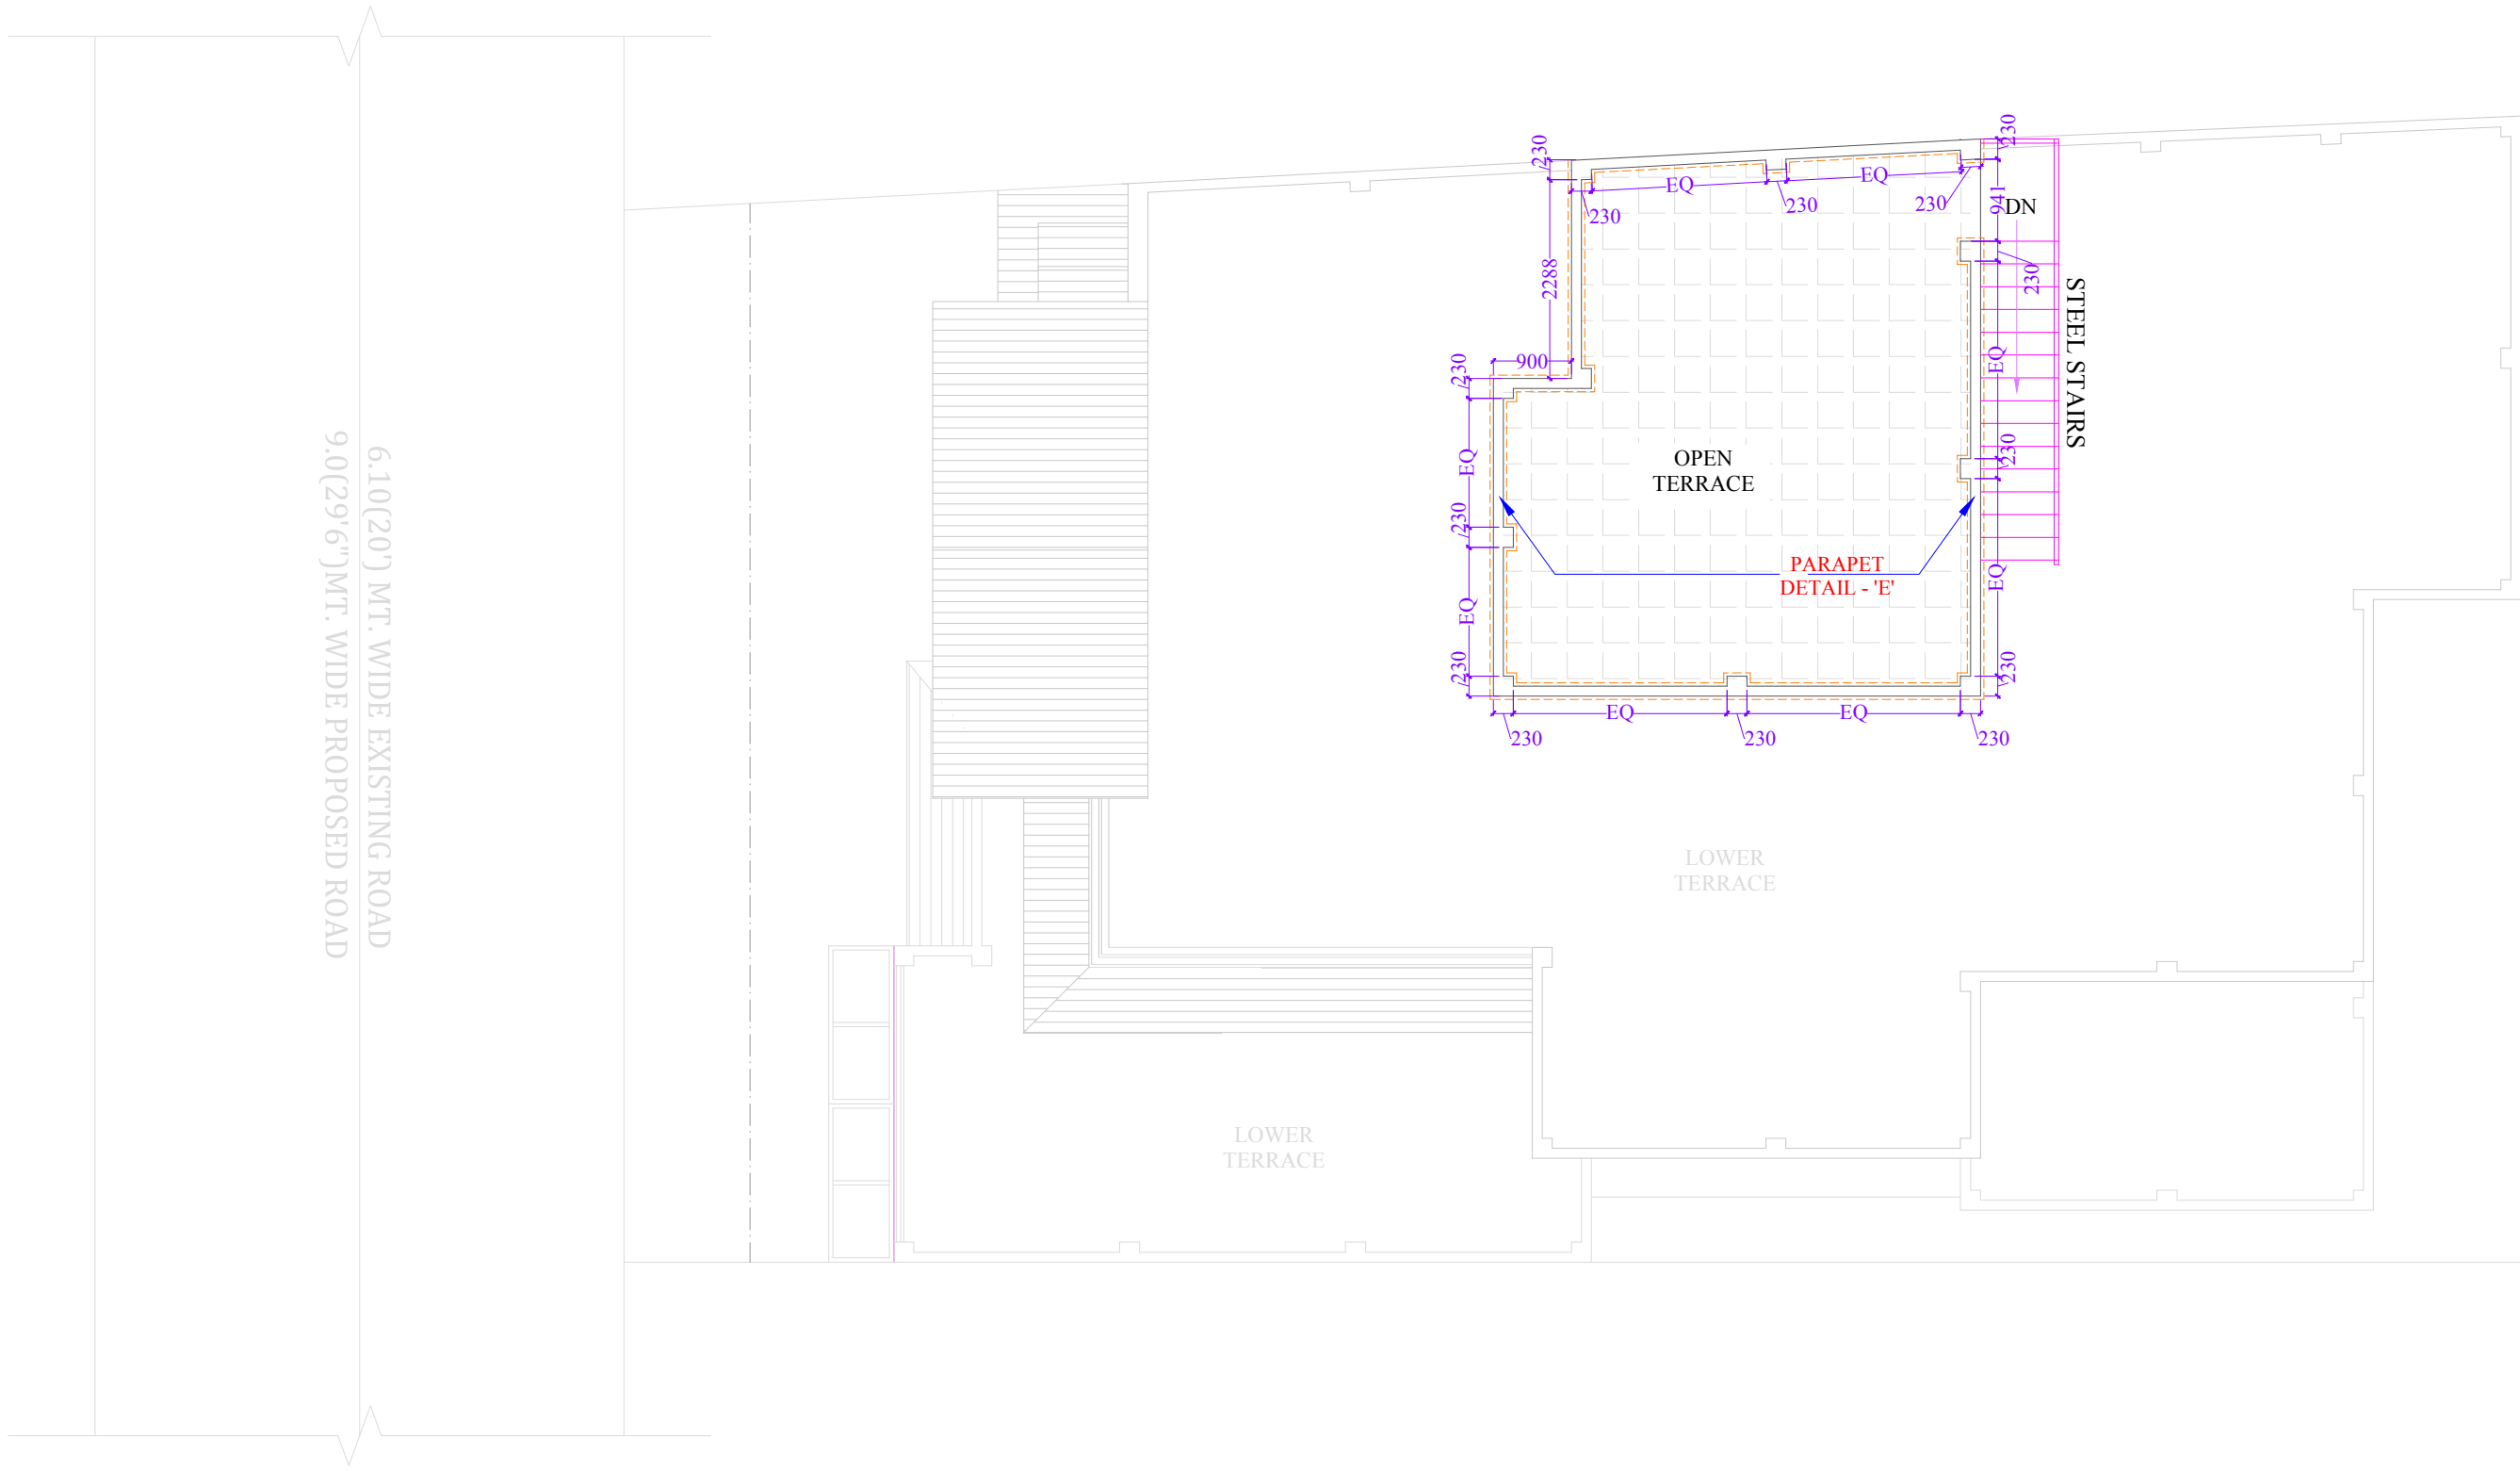 230
230
EQ
EQ
230
230
230
941
DN
230
2288
STEEL STAIRS
900
230
EQ
EQ
230
OPEN
TERRACE
230
PARAPET
DETAIL - 'E'
EQ
EQ
230
230
EQ
EQ
230
230
230
6.10(20') MT.WIDE EXISTING ROAD
9.0(29'6")MT. WIDE PROPOSED ROAD
LOWER
TERRACE
LOWER
TERRACE